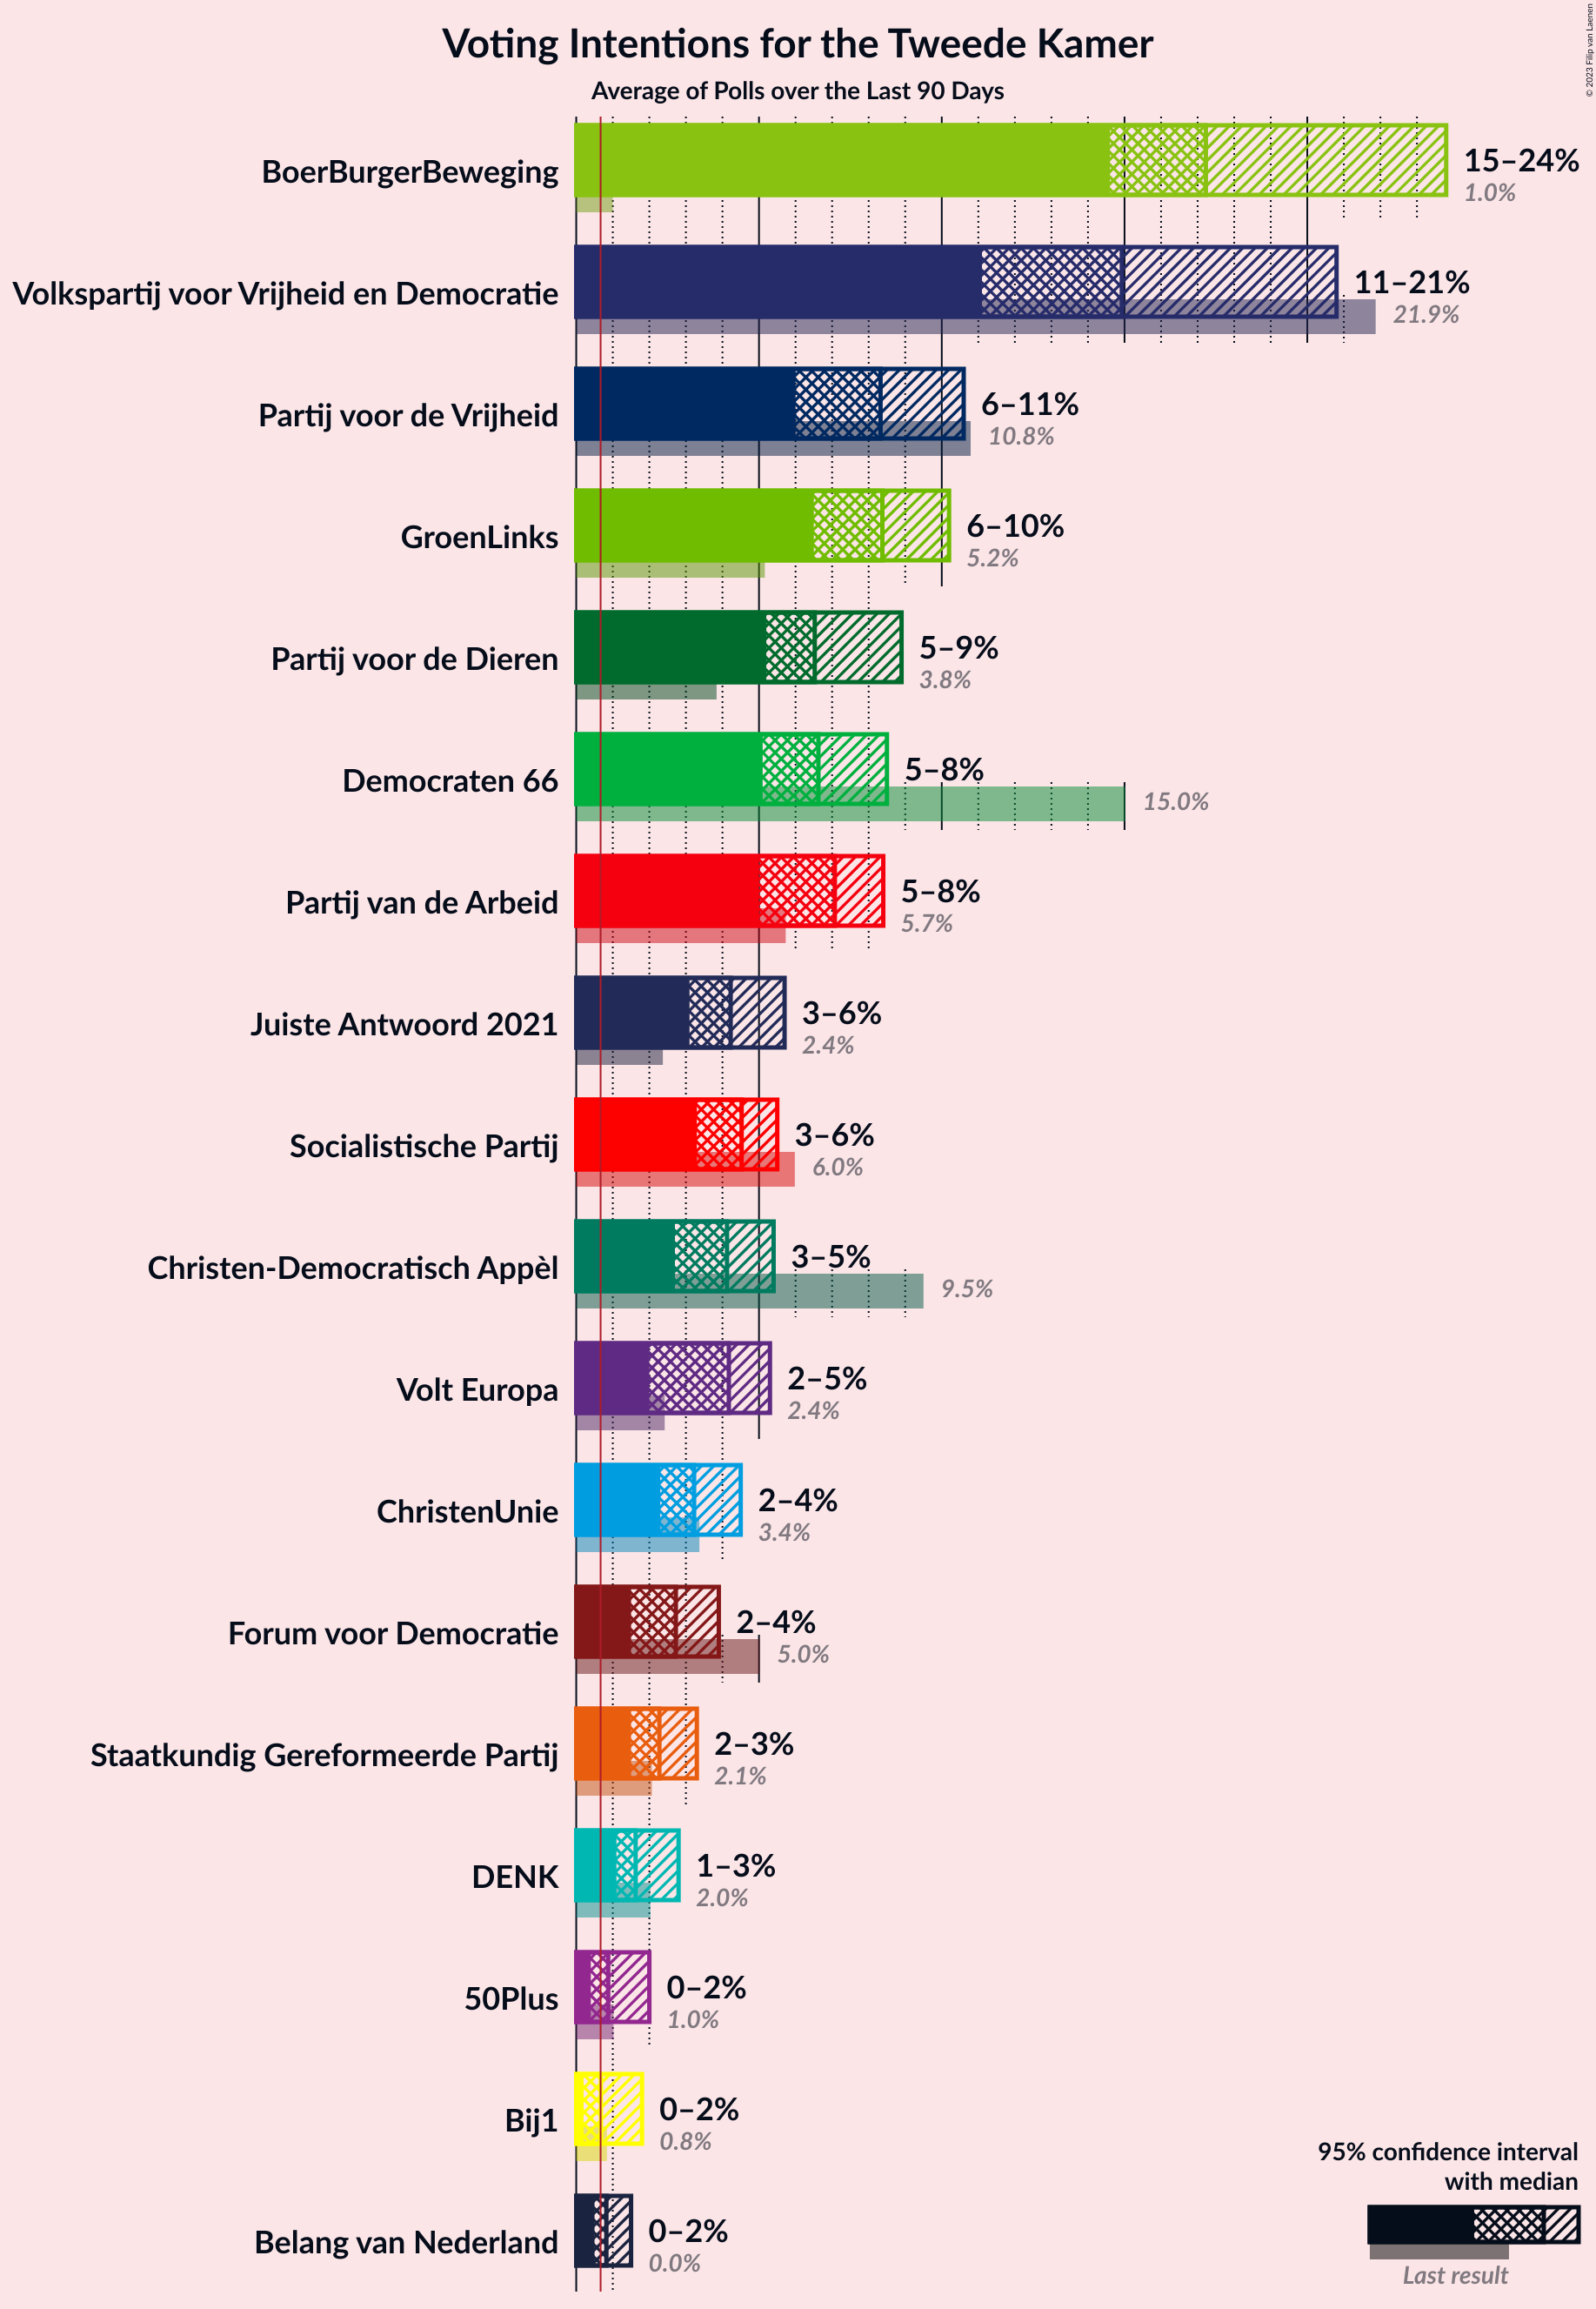 Voting Intentions for the Tweede Kamer
Average of Polls over the Last 90 Days
© 2023 Filip van Laenen
BoerBurgerBeweging
15–24%
1.0%
Volkspartij voor Vrijheid en Democratie
11–21%
21.9%
Partij voor de Vrijheid
6–11%
10.8%
GroenLinks
6–10%
5.2%
Partij voor de Dieren
5–9%
3.8%
Democraten 66
5–8%
15.0%
Partij van de Arbeid
5–8%
5.7%
Juiste Antwoord 2021
3–6%
2.4%
Socialistische Partij
3–6%
6.0%
Christen-Democratisch Appèl
3–5%
9.5%
Volt Europa
2–5%
2.4%
ChristenUnie
2–4%
3.4%
Forum voor Democratie
2–4%
5.0%
Staatkundig Gereformeerde Partij
2–3%
2.1%
DENK
1–3%
2.0%
50Plus
0–2%
1.0%
Bij1
0–2%
0.8%
Belang van Nederland
0–2%
0.0%
95% confidence interval
with median
Last result